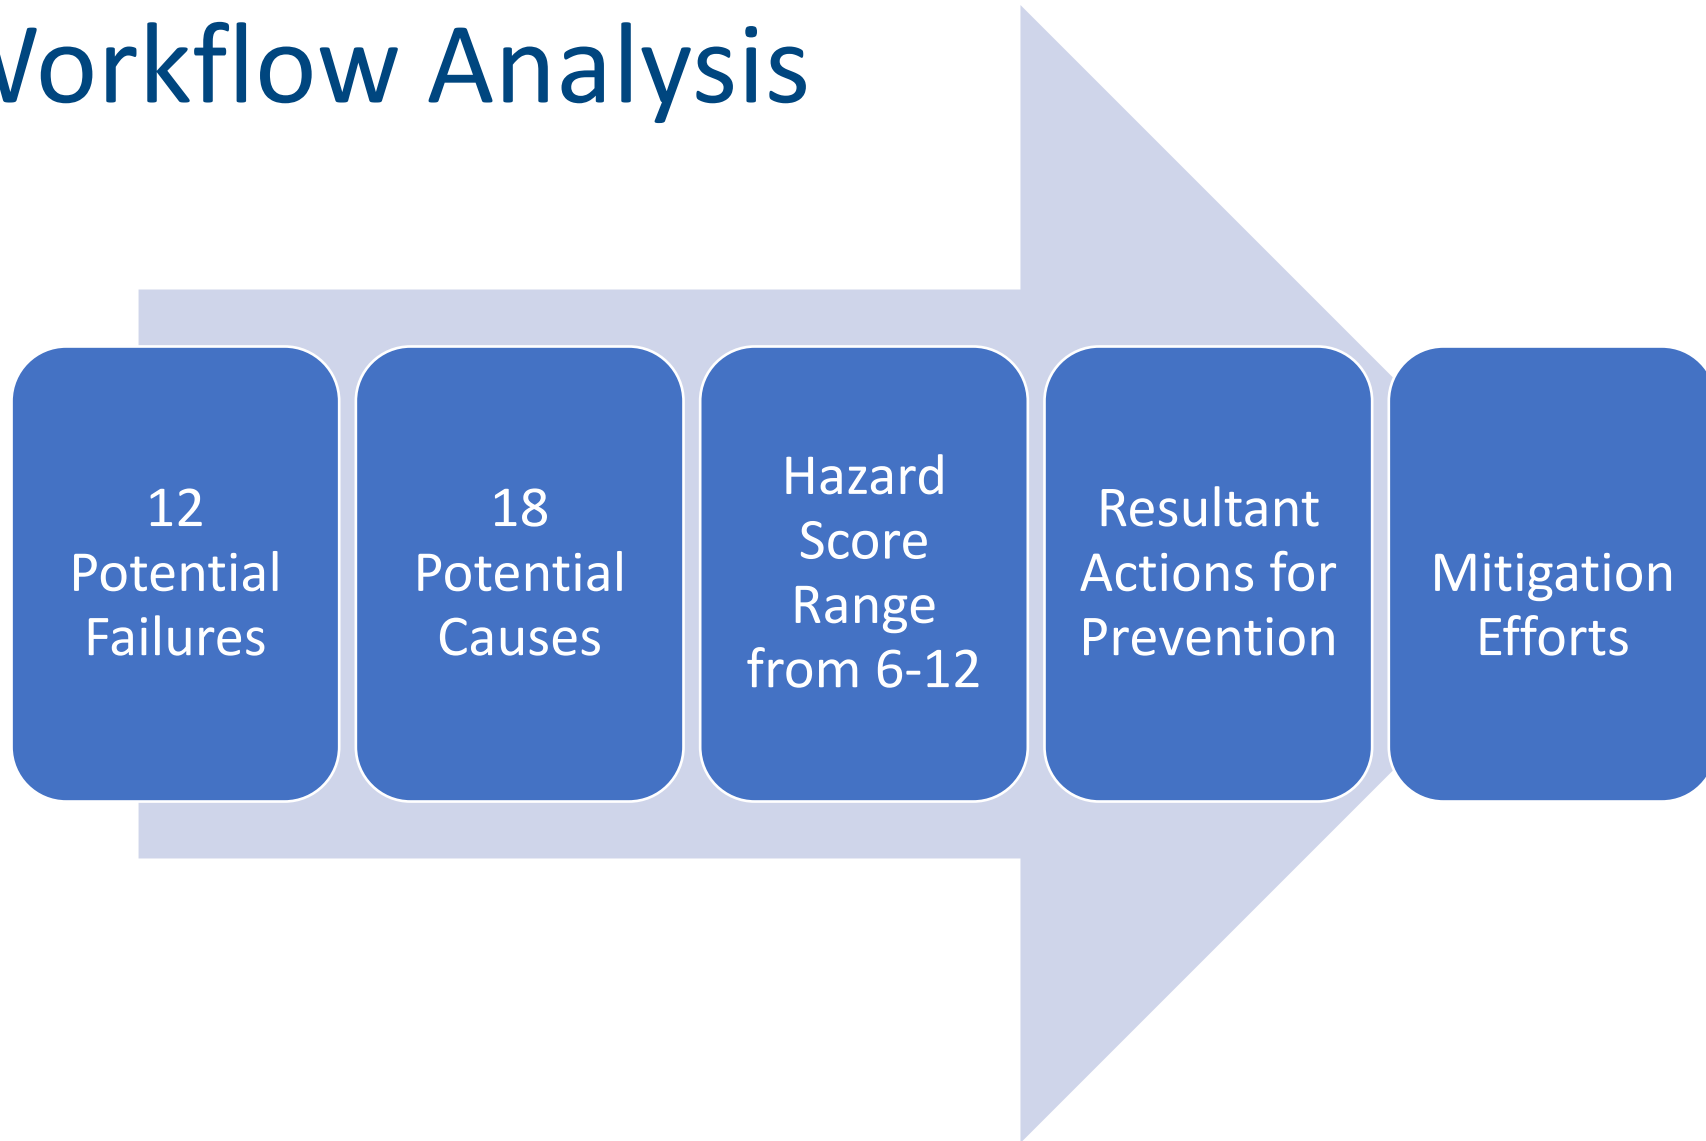 Workflow Analysis
12
Potential
Failures
18
Potential
Causes
Hazard
Score
Range
from 6-12
Resultant
Actions for
Prevention
Mitigation
Efforts